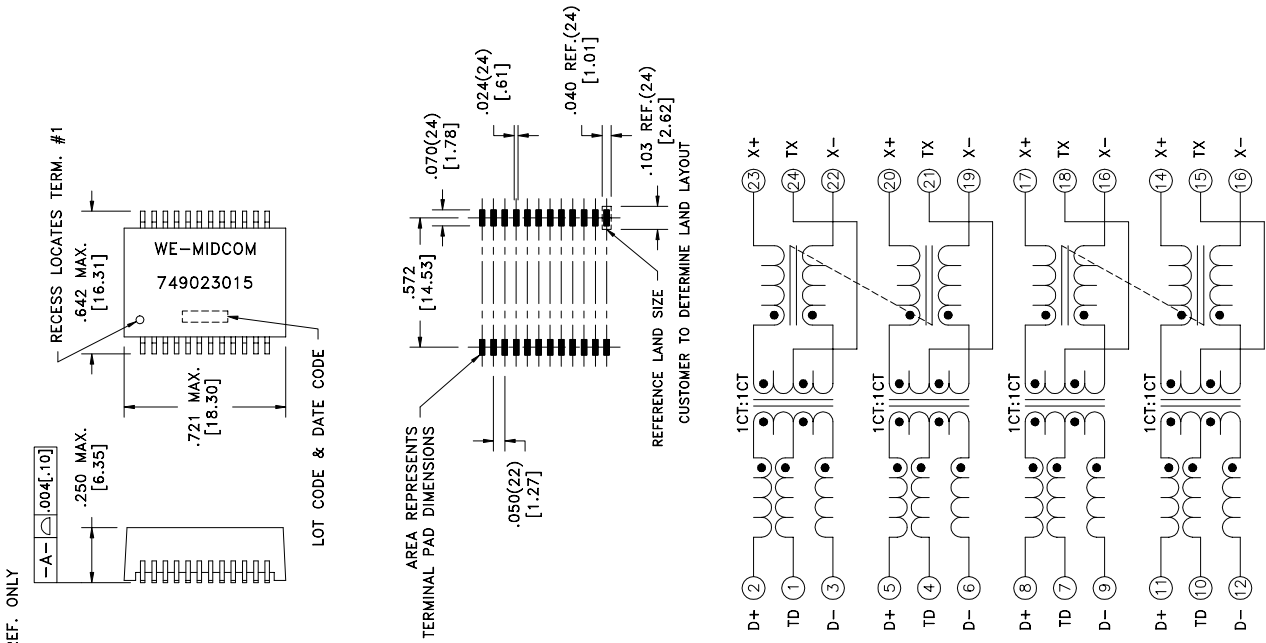 EF. ONLY
-A- .004[.10]
.250 MAX.
[6.35]
RECESS LOCATES TERM. #1
.642 MAX.
[16.31]
WE-MIDCOM
749023015
.721 MAX.
[18.30]
LOT CODE & DATE CODE
.024(24)
[.61]
.070(24)
[1.78]
.040 REF.(24)
[1.01]
.103 REF.(24)
[2.62]
.572
[14.53]
AREA REPRESENTS
TERMINAL PAD DIMENSIONS
.050(22)
[1.27]
REFERENCE LAND SIZE
CUSTOMER TO DETERMINE LAND LAYOUT
23 X+
24 TX
22 X-
1CT:1CT
D+ 2
TD 1
D- 3
20 X+
21 TX
19 X-
1CT:1CT
D+ 5
TD 4
D- 6
17 X+
18 TX
16 X-
1CT:1CT
D+ 8
TD 7
D- 9
14 X+
15 TX
16 X-
1CT:1CT
D+ 11
TD 10
D- 12